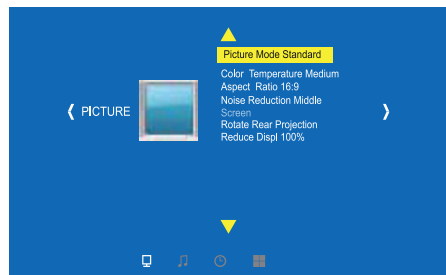 Picture Mode Standard
Color Temperature Medium
Aspect Ratio 16:9
Noise Reduction Middle
Screen
Rotate Rear Projection
Reduce Displ 100%
PICTURE